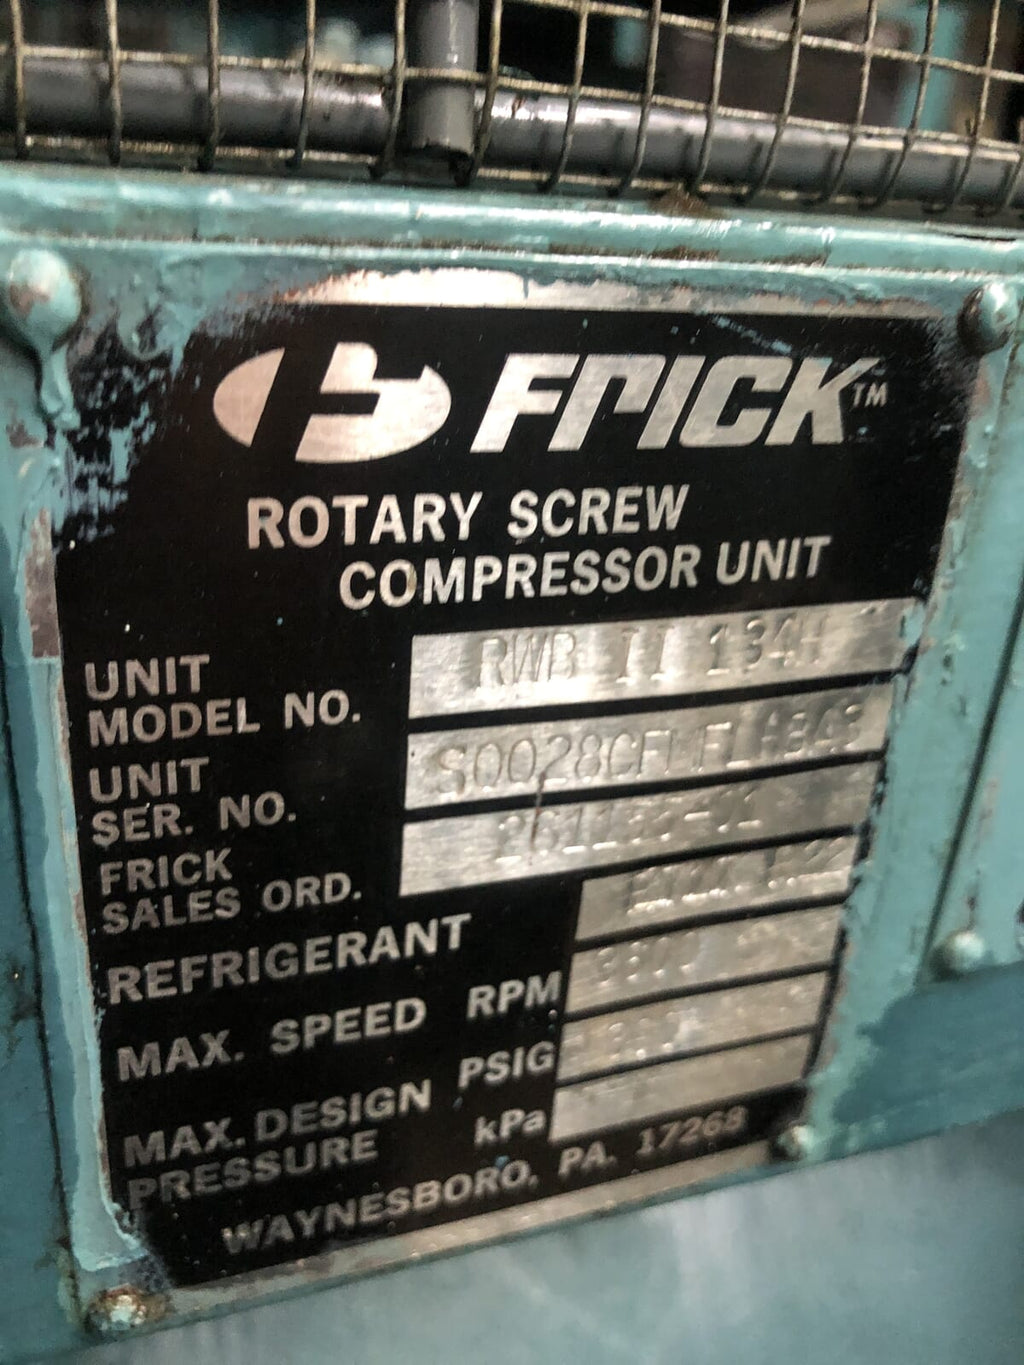 FRICK™
ROTARY SCREW
COMPRESSOR UNIT
UNIT
MODEL NO.
RWB II 134H
UNIT
SER. NO.
FRICK
SALES ORD.
REFRIGERANT
MAX. SPEED RPM
MAX. DESIGN PSIG
PRESSURE kPa
WAYNESBORO, PA. 17268